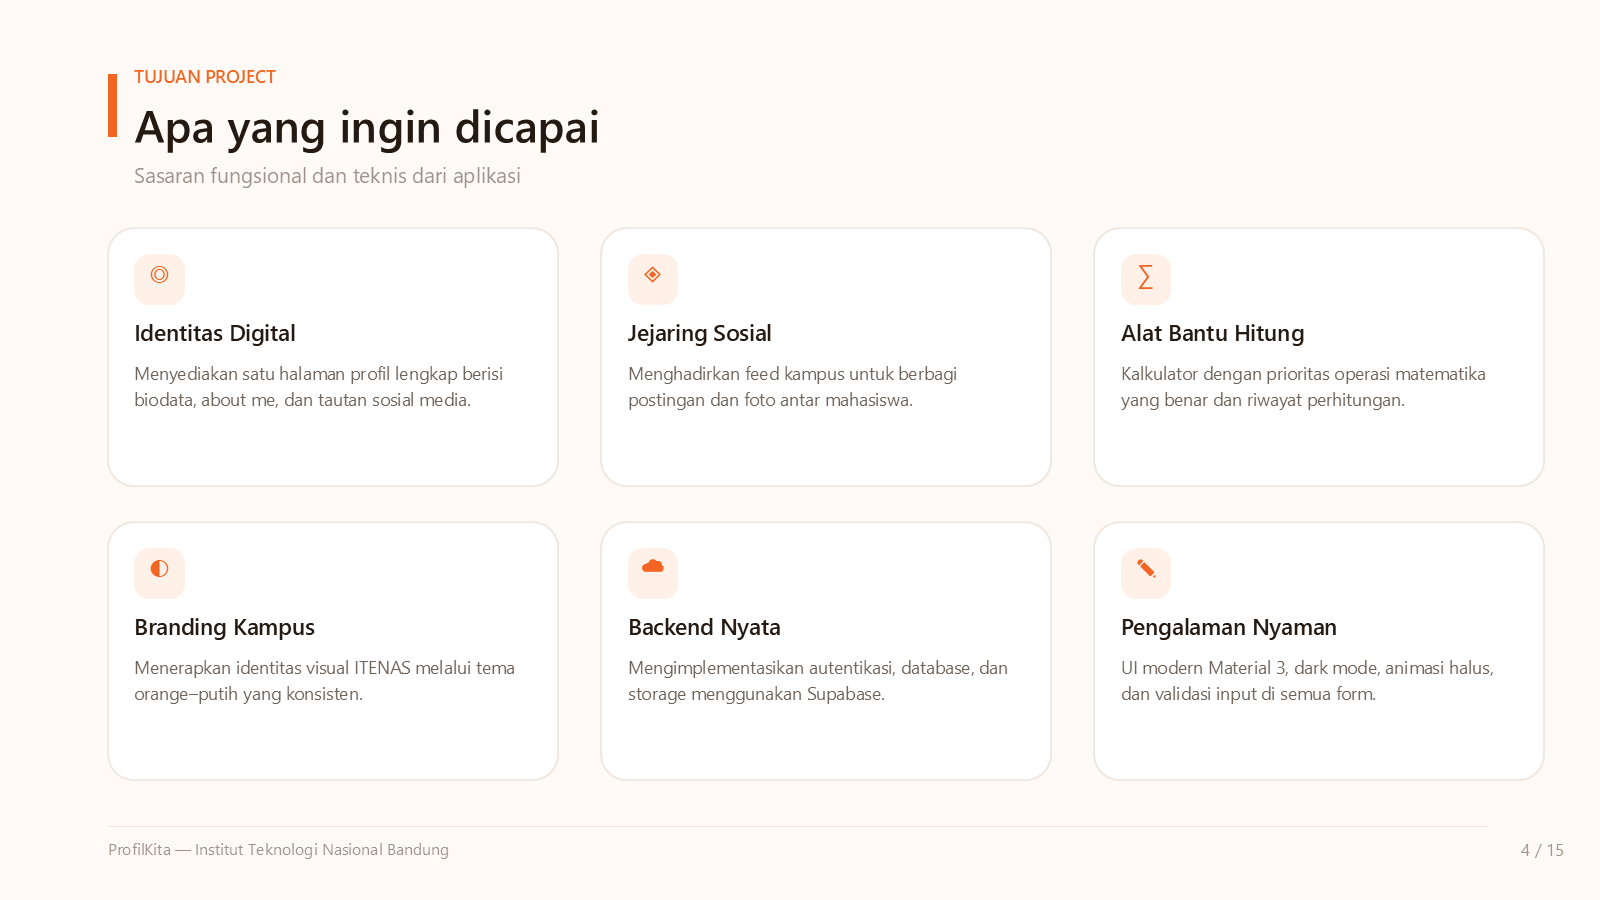 TUJUAN PROJECT
Apa yang ingin dicapai
Sasaran fungsional dan teknis dari aplikasi
Identitas Digital
Menyediakan satu halaman profil lengkap berisi
biodata, about me, dan tautan sosial media.
Jejaring Sosial
Menghadirkan feed kampus untuk berbagi
postingan dan foto antar mahasiswa.
∑
Alat Bantu Hitung
Kalkulator dengan prioritas operasi matematika
yang benar dan riwayat perhitungan.
Branding Kampus
Menerapkan identitas visual ITENAS melalui tema
orange–putih yang konsisten.
Backend Nyata
Mengimplementasikan autentikasi, database, dan
storage menggunakan Supabase.
Pengalaman Nyaman
UI modern Material 3, dark mode, animasi halus,
dan validasi input di semua form.
ProfilKita — Institut Teknologi Nasional Bandung
4 / 15